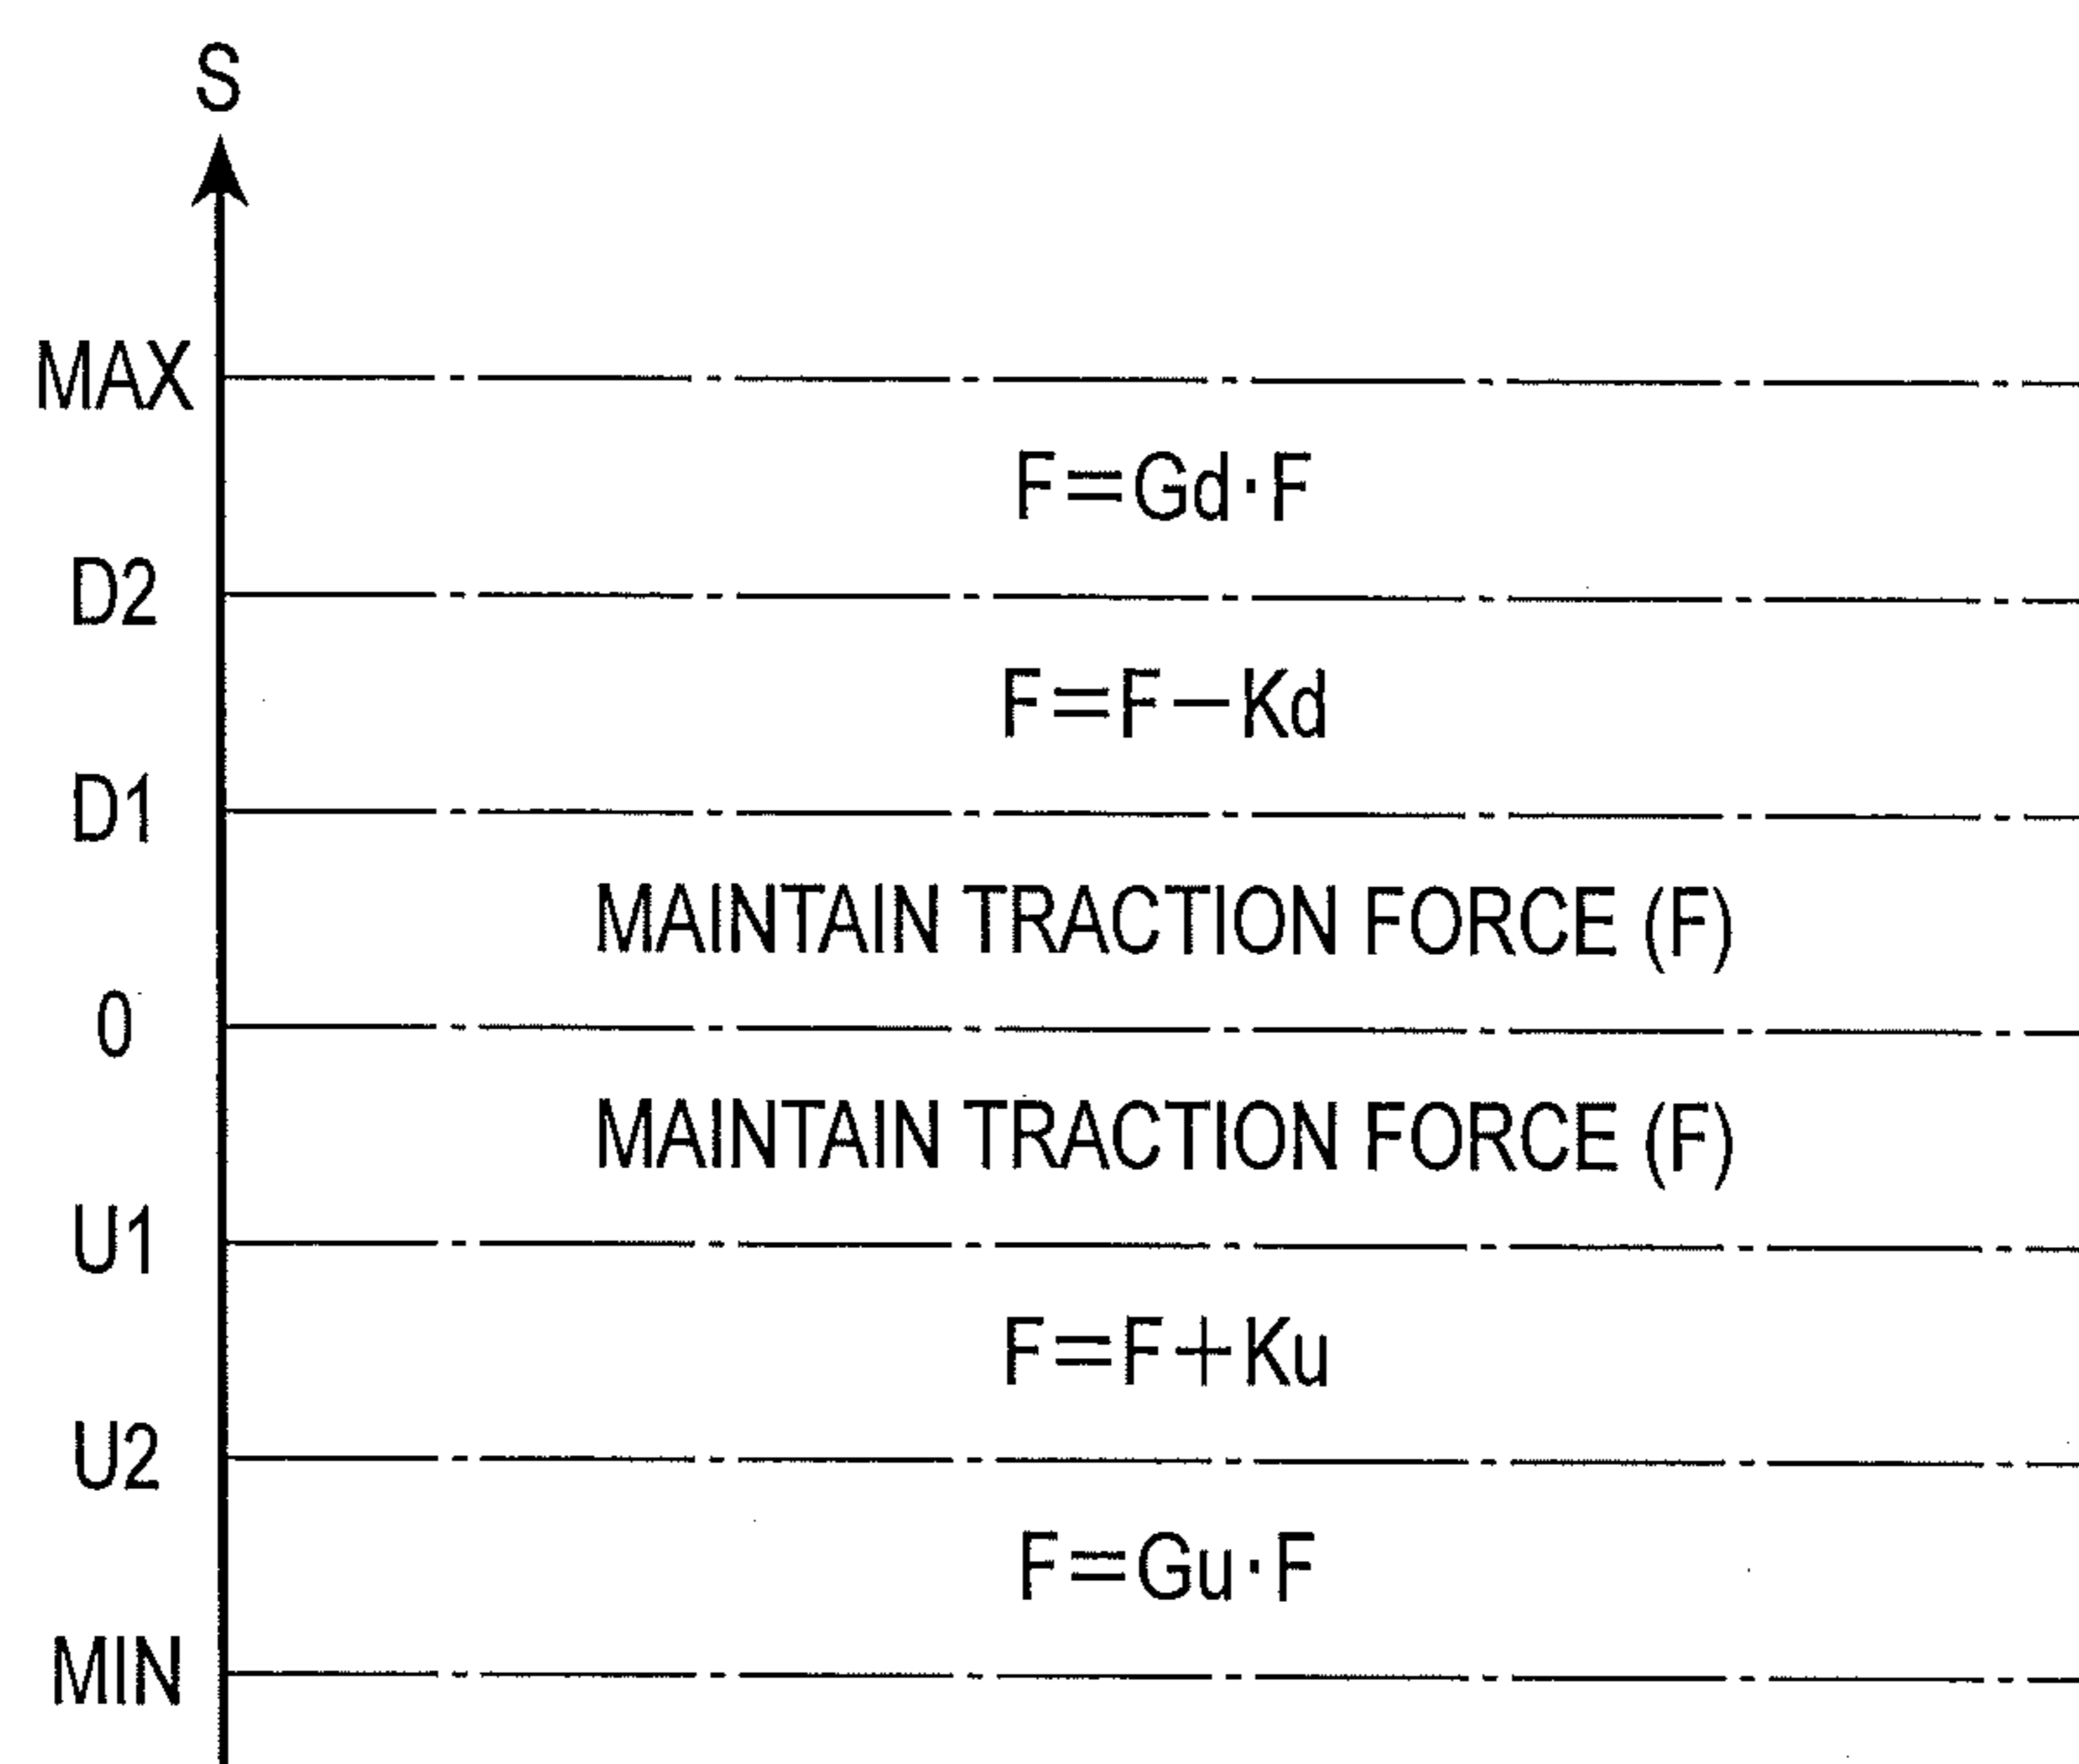 S
MAX
F=Gd·F
D2
F=F−Kd
D1
MAINTAIN TRACTION FORCE (F)
0
MAINTAIN TRACTION FORCE (F)
U1
F=F+Ku
U2
F=Gu·F
MIN